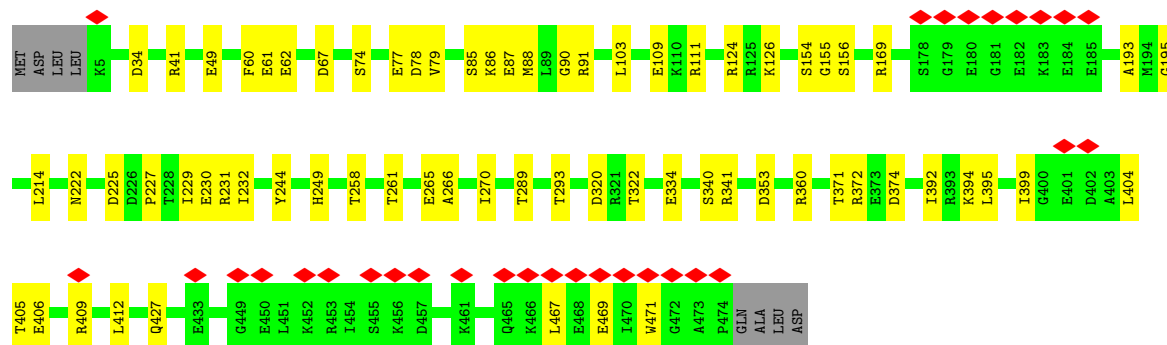 MET ASP LEU LEU K5 D34 R41 E49 F60 E61 E62 D67 S74 E77 D78 V79 S85 K86 E87 M88 L89 G90 R91 L103 E109 K110 R111 R124 R125 K126 S154 G155 S156 R169 S178 G179 E180 G181 E182 K183 E184 E185 A193 M194 G195
L214 N222 D225 D226 P227 T228 I229 E230 R231 I232 Y244 H249 T258 T261 E265 A266 I270 T289 T293 D320 R321 T322 E334 S340 R341 D353 R360 T371 R372 E373 D374 I392 R393 K394 L395 I399 G400 E401 D402 A403 L404
T405 E406 R409 L412 Q427 E433 G449 E450 L451 K452 R453 I454 S455 K456 D457 K461 Q465 K466 L467 E468 E469 I470 W471 G472 A473 P474 GLN ALA LEU ASP